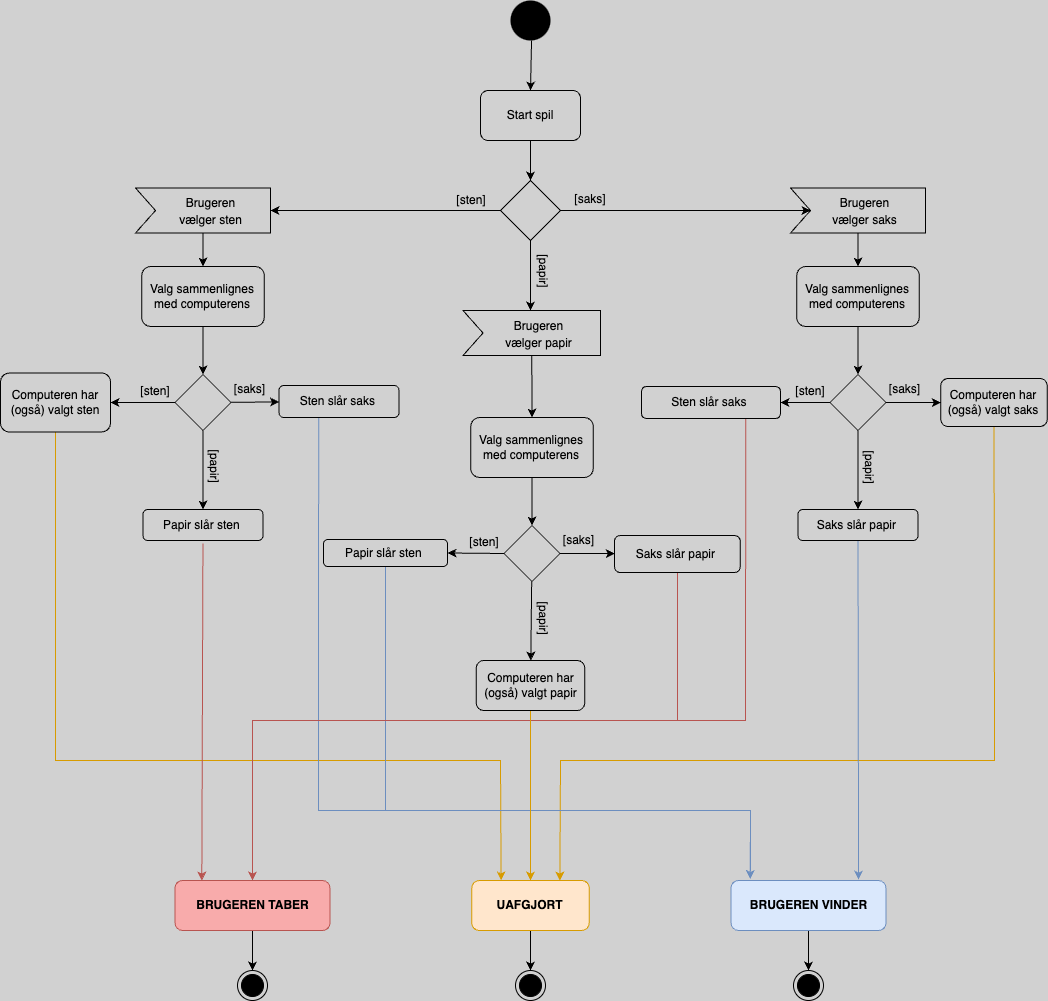 Start spil
[sten]
[saks]
Brugeren
vælger sten
Brugeren
vælger saks
[papir]
Valg sammenlignes
med computerens
Valg sammenlignes
med computerens
Brugeren
vælger papir
Computeren har
(også) valgt sten
[sten]
[saks]
Sten slår saks
Sten slår saks
[sten]
[saks]
Computeren har
(også) valgt saks
Valg sammenlignes
med computerens
[papir]
[papir]
Papir slår sten
Saks slår papir
Papir slår sten
[sten]
[saks]
Saks slår papir
[papir]
Computeren har
(også) valgt papir
BRUGEREN TABER
UAFGJORT
BRUGEREN VINDER